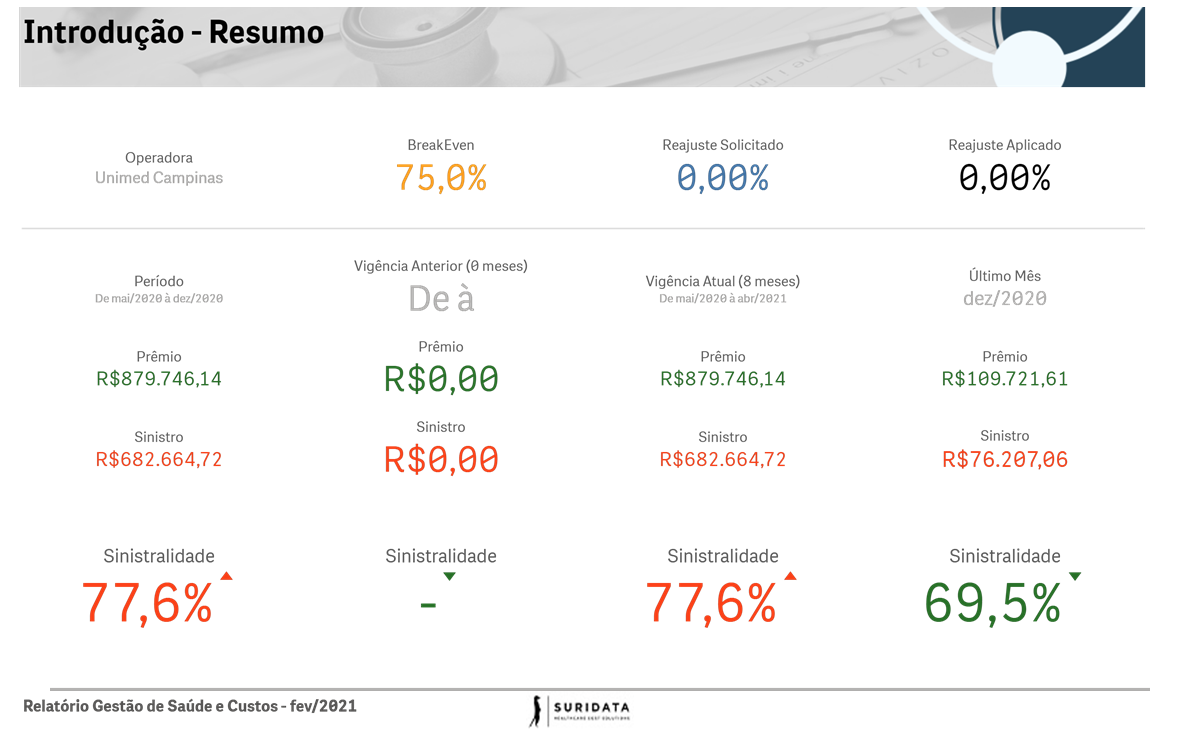 Introdução - Resumo
Operadora
Unimed Campinas
BreakEven
75,0%
Reajuste Solicitado
0,00%
Reajuste Aplicado
0,00%
Período
De mai/2020 à dez/2020
Vigência Anterior (0 meses)
De à
Vigência Atual (8 meses)
De mai/2020 à abr/2021
Último Mês
dez/2020
Prêmio
R$879.746,14
Prêmio
R$0,00
Prêmio
R$879.746,14
Prêmio
R$109.721,61
Sinistro
R$682.664,72
Sinistro
R$0,00
Sinistro
R$682.664,72
Sinistro
R$76.207,06
Sinistralidade
77,6%
Sinistralidade
-
Sinistralidade
77,6%
Sinistralidade
69,5%
Relatório Gestão de Saúde e Custos - fev/2021
SURIDATA
HEALTHCARE BEST SOLUTIONS